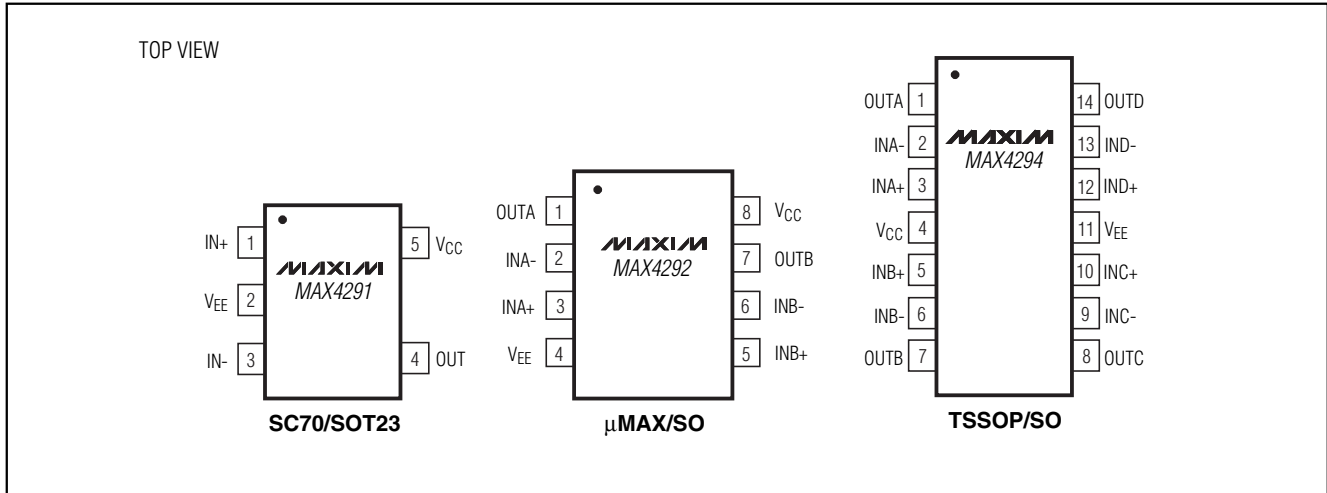 TOP VIEW
IN+ 1
VEE 2
IN- 3
5 VCC
4 OUT
MAXIM
MAX4291
SC70/SOT23
OUTA 1
INA- 2
INA+ 3
VEE 4
8 VCC
7 OUTB
6 INB-
5 INB+
MAXIM
MAX4292
μMAX/SO
OUTA 1
INA- 2
INA+ 3
VCC 4
INB+ 5
INB- 6
OUTB 7
14 OUTD
13 IND-
12 IND+
11 VEE
10 INC+
9 INC-
8 OUTC
MAXIM
MAX4294
TSSOP/SO